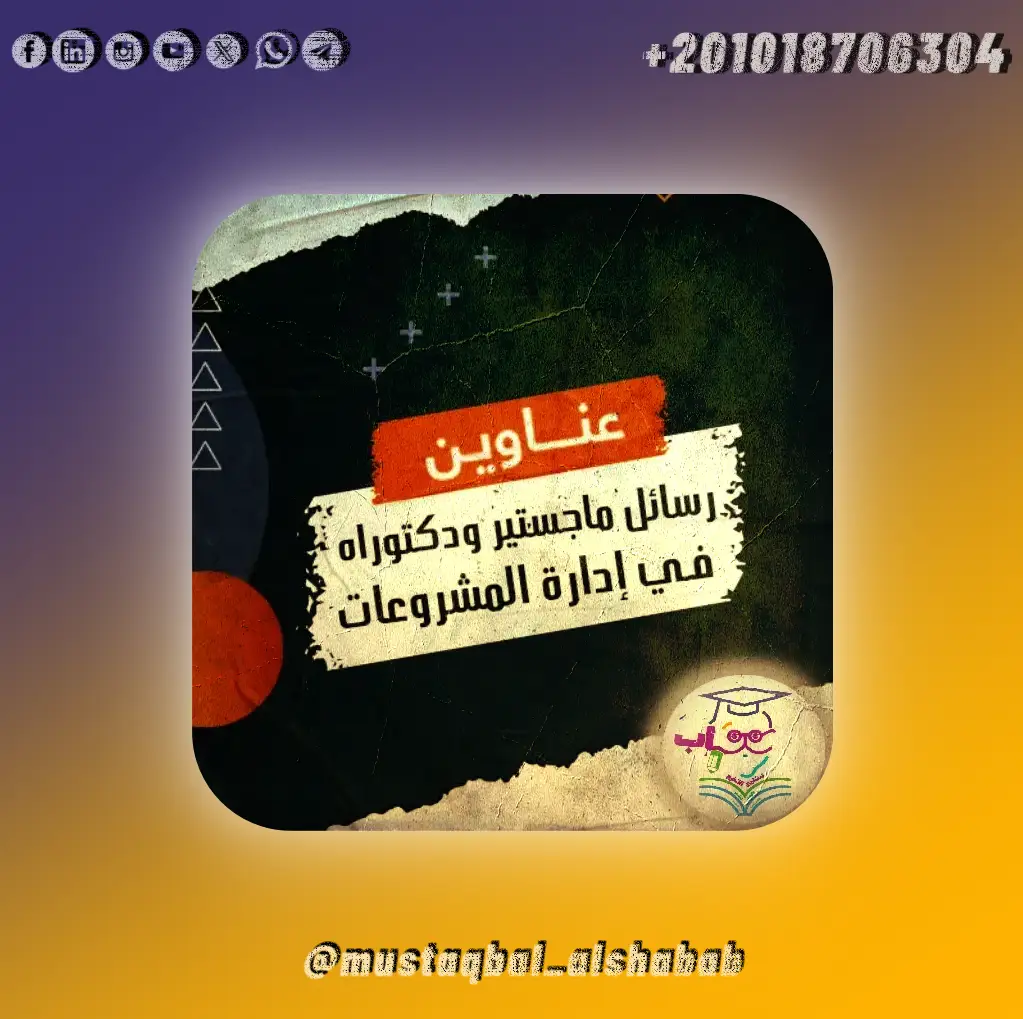 +201018706304
عنـــاوين
رسائل ماجستير ودكتوراه
في إدارة المشروعات
@mustaqbal_alshabab